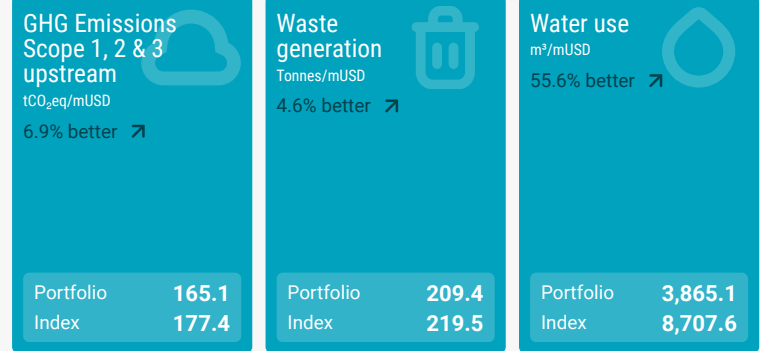 GHG Emissions
Scope 1, 2 & 3
upstream
tCO₂eq/mUSD
6.9% better
Portfolio 165.1
Index 177.4
Waste
generation
Tonnes/mUSD
4.6% better
Portfolio 209.4
Index 219.5
Water use
m³/mUSD
55.6% better
Portfolio 3,865.1
Index 8,707.6